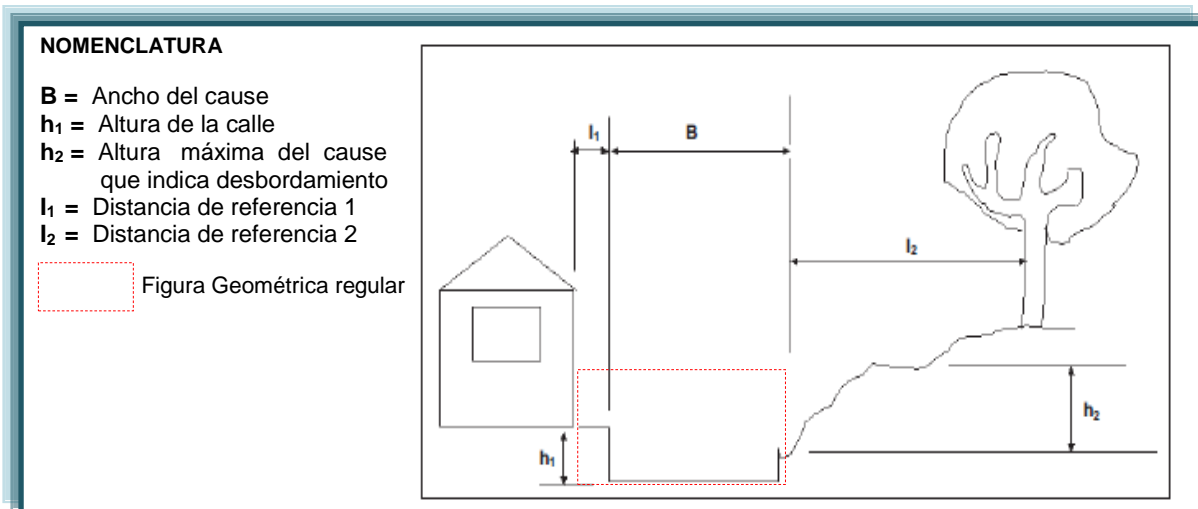 NOMENCLATURA
B = Ancho del cause
h₁ = Altura de la calle
h₂ = Altura máxima del cause
que indica desbordamiento
l₁ = Distancia de referencia 1
l₂ = Distancia de referencia 2
Figura Geométrica regular
l₁
B
l₂
h₂
h₁